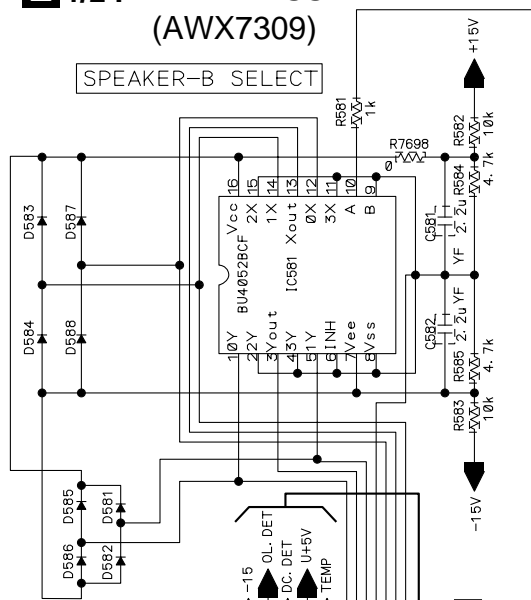 (AWX7309)
SPEAKER-B SELECT
+15V
R581
1k
R7698
0
R582
10k
R584
4.7k
16 15 14 13 12 11 10 9
Vcc 2X 1X Xout 0X 3X A B
D583
D587
C581
2.2u
YF
BU4052BCF
IC581
D584
D588
C582
2.2u YF
0Y 2Y Yout 3Y 1Y INH Vee Vss
1 2 3 4 5 6 7 8
R585
4.7k
R583
10k
-15V
D585
D581
D586
D582
-15
OL. DET
DC. DET
U+5V
TEMP